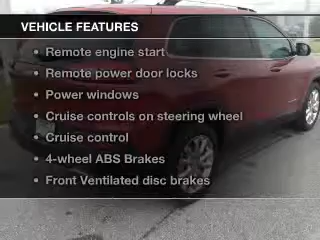 VEHICLE FEATURES
• Remote engine start
• Remote power door locks
• Power windows
• Cruise controls on steering wheel
• Cruise control
• 4-wheel ABS Brakes
• Front Ventilated disc brakes